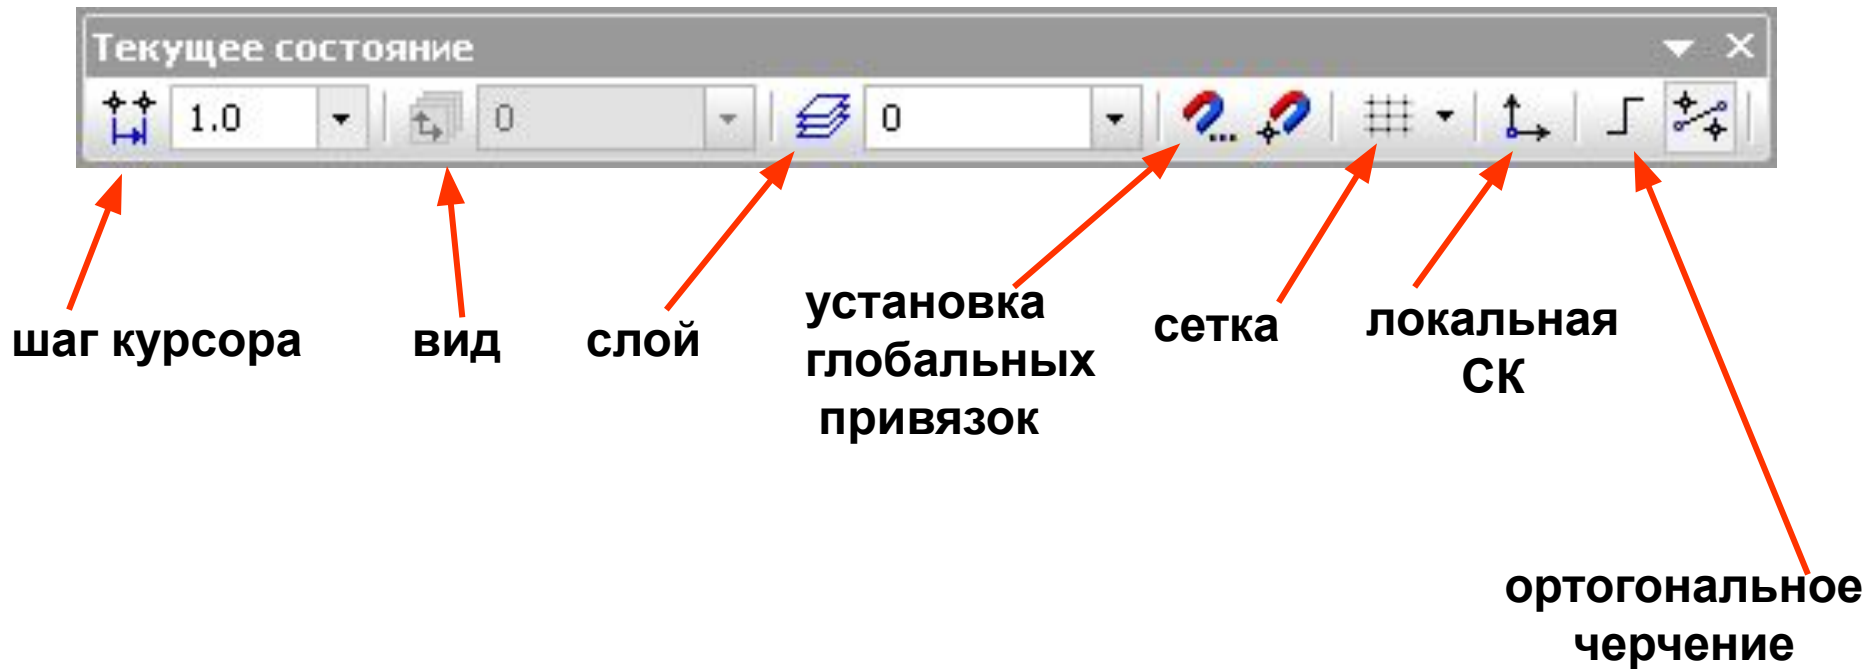 Текущее состояние
1.0
0
0
шаг курсора
вид
слой
установка
глобальных
привязок
сетка
локальная
СК
ортогональное
черчение